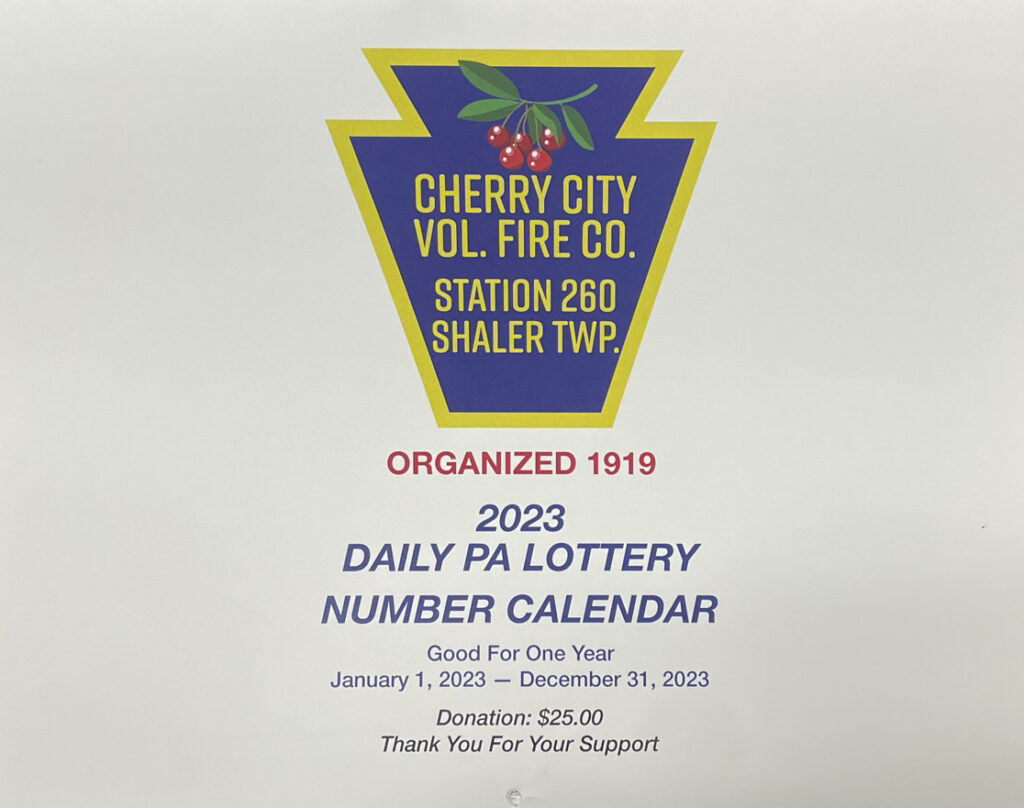 CHERRY CITY
VOL. FIRE CO.
STATION 260
SHALER TWP.
ORGANIZED 1919
2023
DAILY PA LOTTERY
NUMBER CALENDAR
Good For One Year
January 1, 2023 — December 31, 2023
Donation: $25.00
Thank You For Your Support